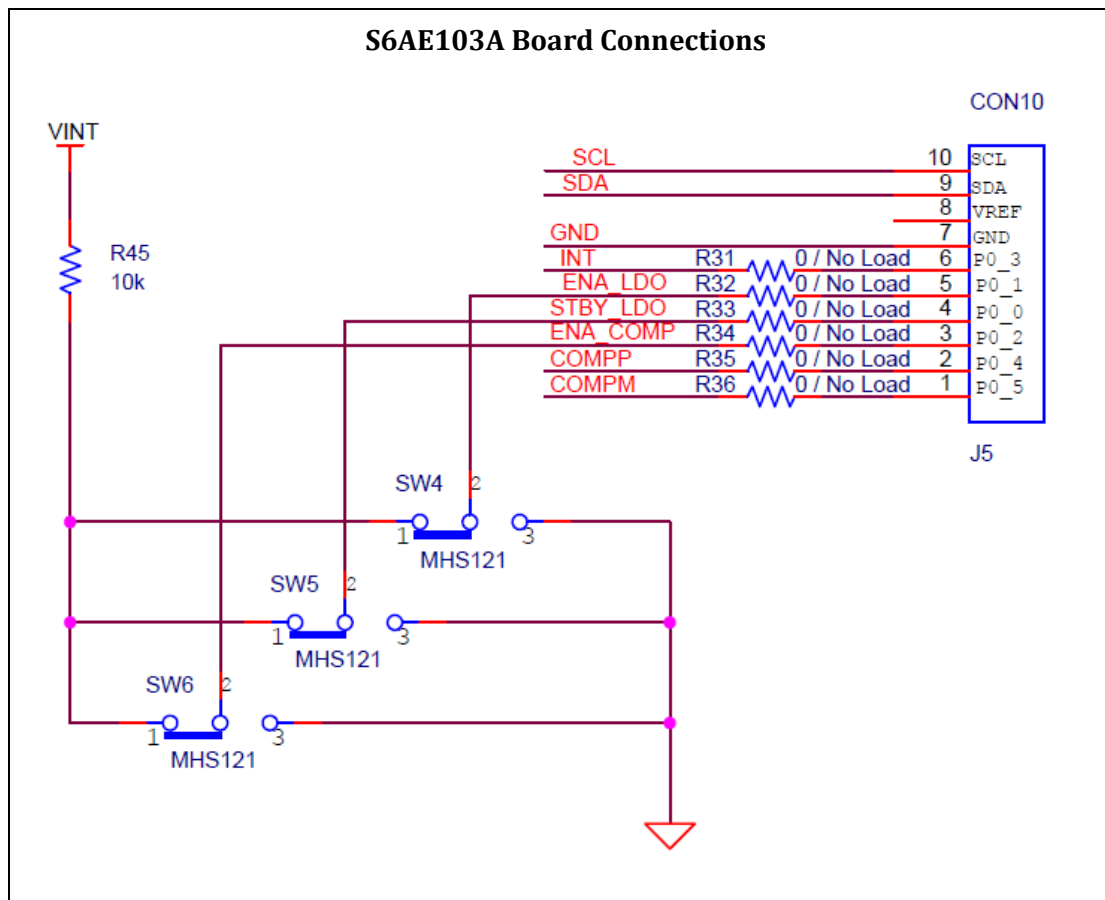 S6AE103A Board Connections
CON10
VINT
SCL 10 SCL
SDA 9 SDA
8 VREF
GND 7 GND
INT R31 0 / No Load 6 P0_3
ENA_LDO R32 0 / No Load 5 P0_1
STBY_LDO R33 0 / No Load 4 P0_0
ENA_COMP R34 0 / No Load 3 P0_2
COMPP R35 0 / No Load 2 P0_4
COMPM R36 0 / No Load 1 P0_5
R45
10k
J5
SW4 2
1 3
MHS121
SW5 2
1 3
MHS121
SW6 2
1 3
MHS121